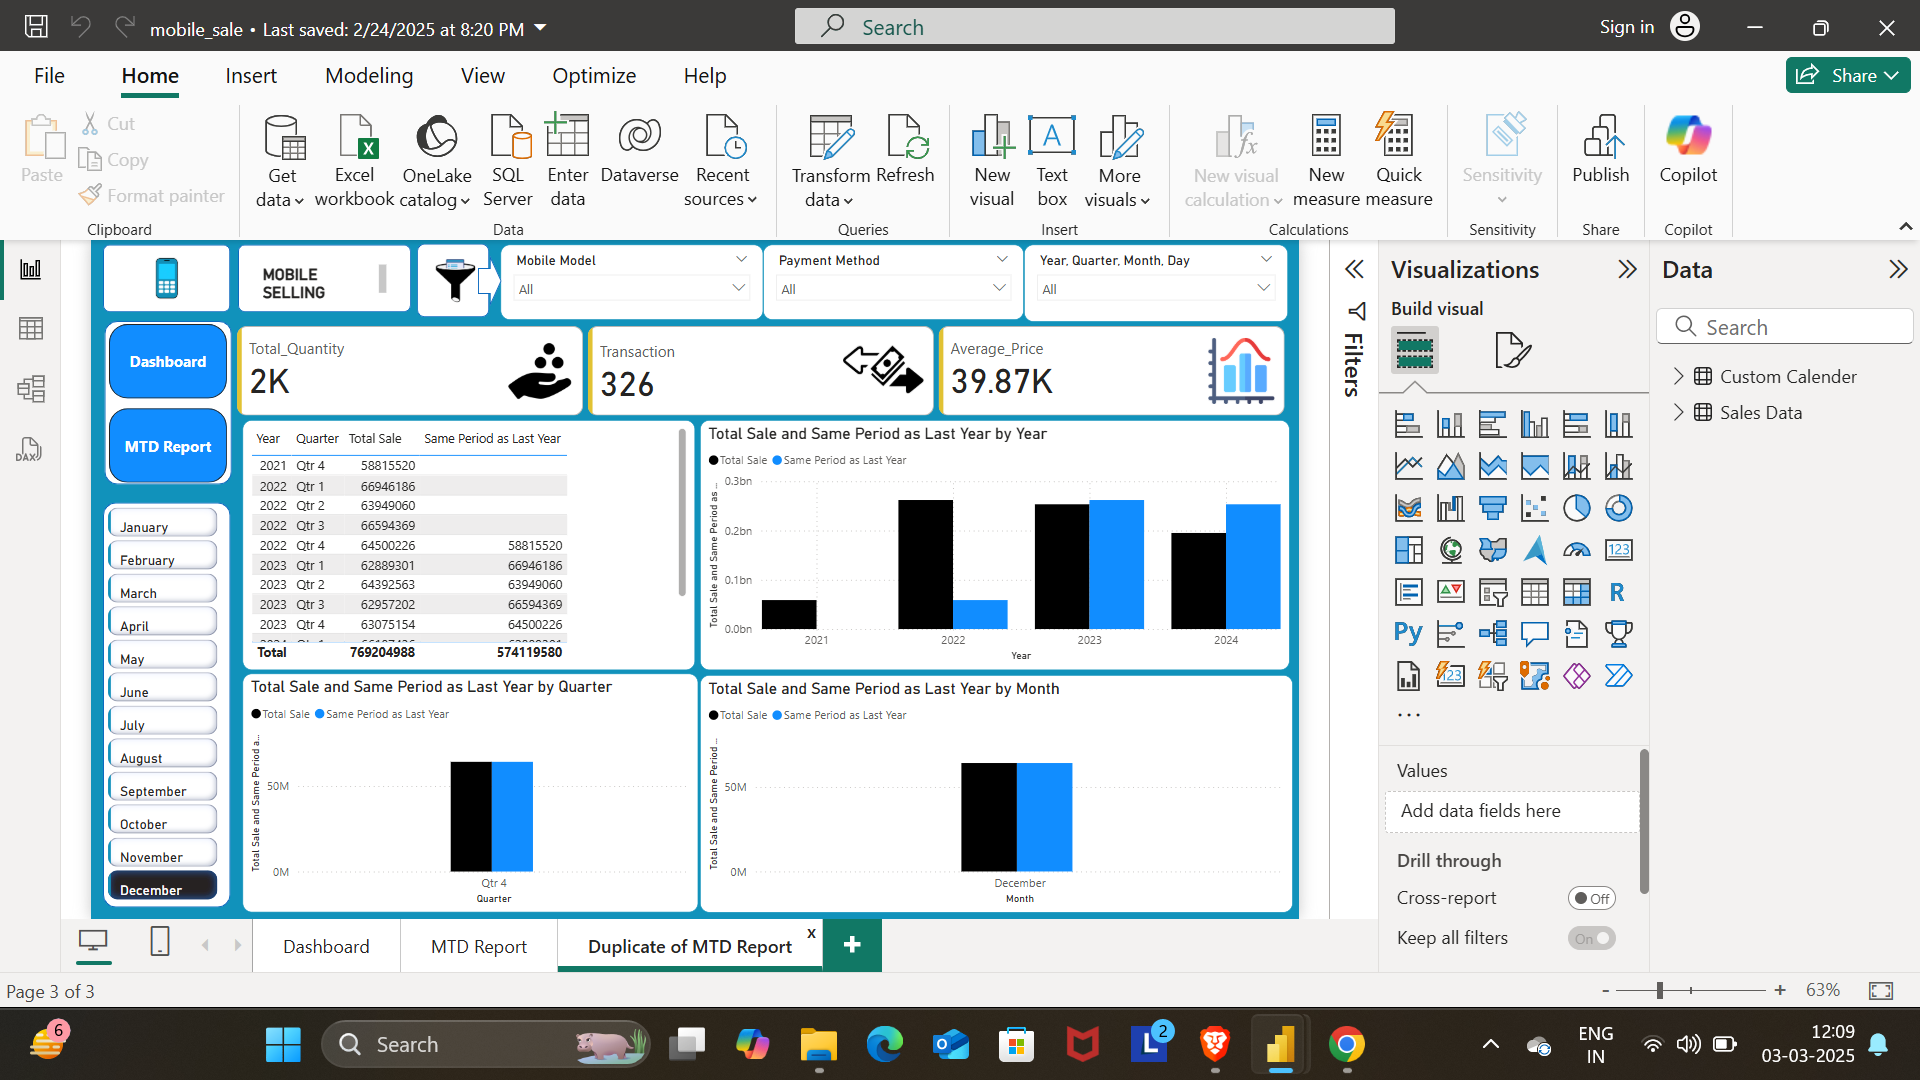 mobile_sale • Last saved: 2/24/2025 at 8:20 PM
Search
Sign in
File Home Insert Modeling View Optimize Help
Share
Paste
Cut
Copy
Format painter
Clipboard
Get data
Excel workbook
OneLake catalog
SQL Server
Enter data
Dataverse
Recent sources
Data
Transform data
Refresh
Queries
New visual
Text box
More visuals
Insert
New visual calculation
New measure
Quick measure
Calculations
Sensitivity
Sensitivity
Publish
Share
Copilot
Copilot
MOBILE
SELLING
Mobile Model
All
Payment Method
All
Year, Quarter, Month, Day
All
Dashboard
MTD Report
Total_Quantity
2K
Transaction
326
Average_Price
39.87K
January
February
March
April
May
June
July
August
September
October
November
December
Year Quarter Total Sale Same Period as Last Year
2021 Qtr 4 58815520
2022 Qtr 1 66946186
2022 Qtr 2 63949060
2022 Qtr 3 66594369
2022 Qtr 4 64500226 58815520
2023 Qtr 1 62889301 66946186
2023 Qtr 2 64392563 63949060
2023 Qtr 3 62957202 66594369
2023 Qtr 4 63075154 64500226
Total 769204988 574119580
Total Sale and Same Period as Last Year by Year
Total Sale Same Period as Last Year
Total Sale and Same Period as ...
0.3bn
0.2bn
0.1bn
0.0bn
2021 2022 2023 2024
Year
Total Sale and Same Period as Last Year by Quarter
Total Sale Same Period as Last Year
Total Sale and Same Period a...
50M
0M
Qtr 4
Quarter
Total Sale and Same Period as Last Year by Month
Total Sale Same Period as Last Year
Total Sale and Same Period ...
50M
0M
December
Month
Filters
Visualizations
Build visual
123
R
Py
123
...
Values
Add data fields here
Drill through
Cross-report Off
Keep all filters On
Data
Search
Custom Calender
Sales Data
DAX
Dashboard MTD Report Duplicate of MTD Report x +
Page 3 of 3
- + 63%
6
Search
2
ENG
IN
12:09
03-03-2025